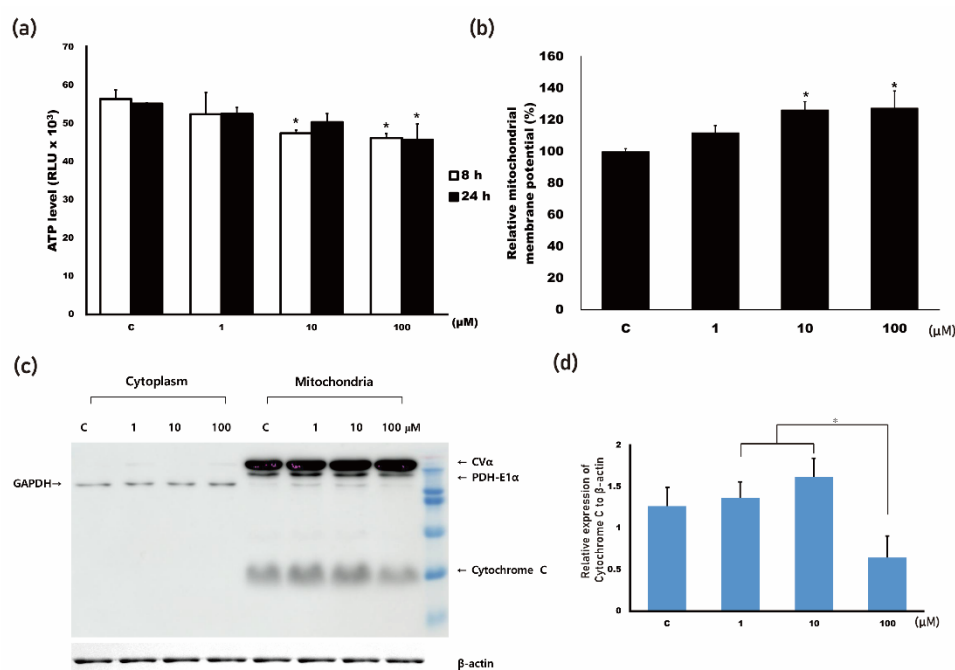 (a)
70
60
50
40
30
20
10
0
ATP level (RLU x 10³)
* * *
8 h
24 h
C 1 10 100 (μM)
(b)
160
140
120
100
80
60
40
20
0
Relative mitochondrial
membrane potential (%)
* *
C 1 10 100 (μM)
(c)
Cytoplasm Mitochondria
C 1 10 100 C 1 10 100 μM
GAPDH→
← CVα
← PDH-E1α
← Cytochrome C
β-actin
(d)
2
1.5
1
0.5
0
Relative expression of
Cytochrome C to β-actin
*
C 1 10 100 (μM)